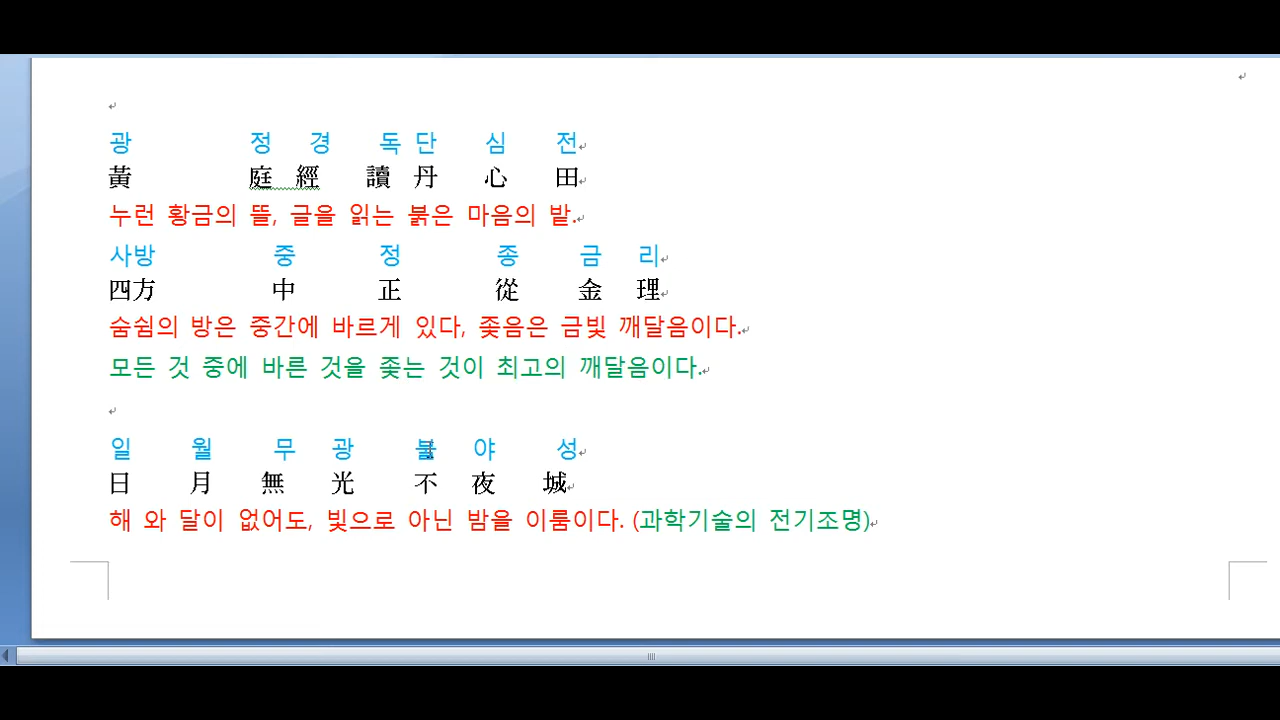 광 정 경 독 단 심 전
黃 庭 經 讀 丹 心 田
누런 황금의 뜰, 글을 읽는 붉은 마음의 밭.
사방 중 정 종 금 리
四方 中 正 從 金 理
숨쉼의 방은 중간에 바르게 있다, 좇음은 금빛 깨달음이다.
모든 것 중에 바른 것을 좇는 것이 최고의 깨달음이다.
일 월 무 광 불 야 성
日 月 無 光 不 夜 城
해 와 달이 없어도, 빛으로 아닌 밤을 이룸이다. (과학기술의 전기조명)